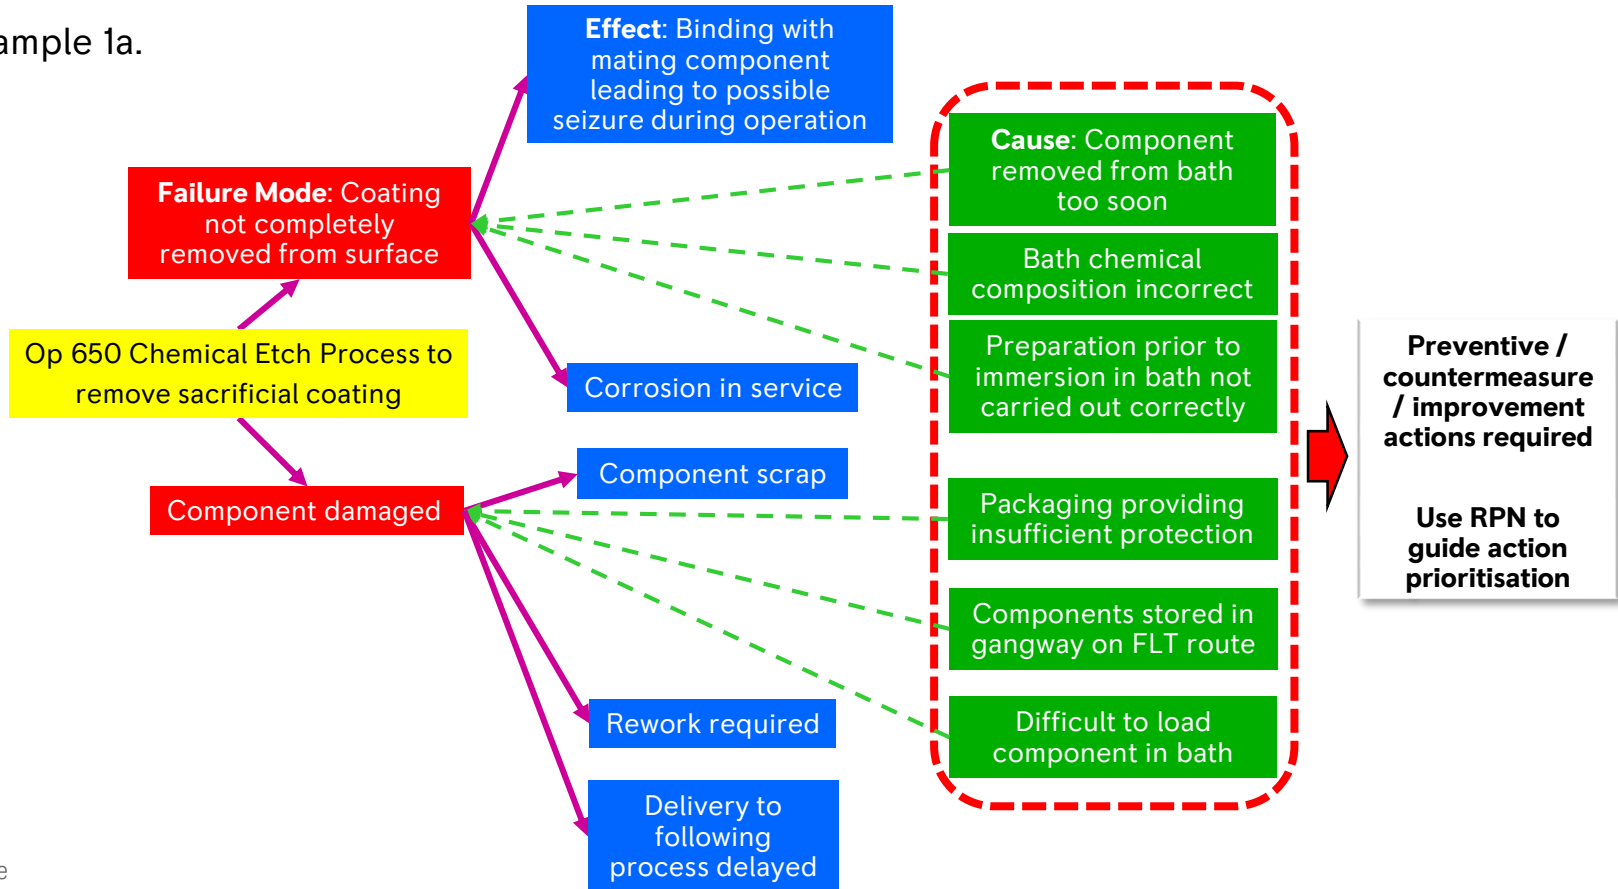 ample 1a.
Effect: Binding with
mating component
leading to possible
seizure during operation
Failure Mode: Coating
not completely
removed from surface
Op 650 Chemical Etch Process to
remove sacrificial coating
Corrosion in service
Component scrap
Component damaged
Rework required
Delivery to
following
process delayed
Cause: Component
removed from bath
too soon
Bath chemical
composition incorrect
Preparation prior to
immersion in bath not
carried out correctly
Packaging providing
insufficient protection
Components stored in
gangway on FLT route
Difficult to load
component in bath
Preventive /
countermeasure
/ improvement
actions required
Use RPN to
guide action
prioritisation
e